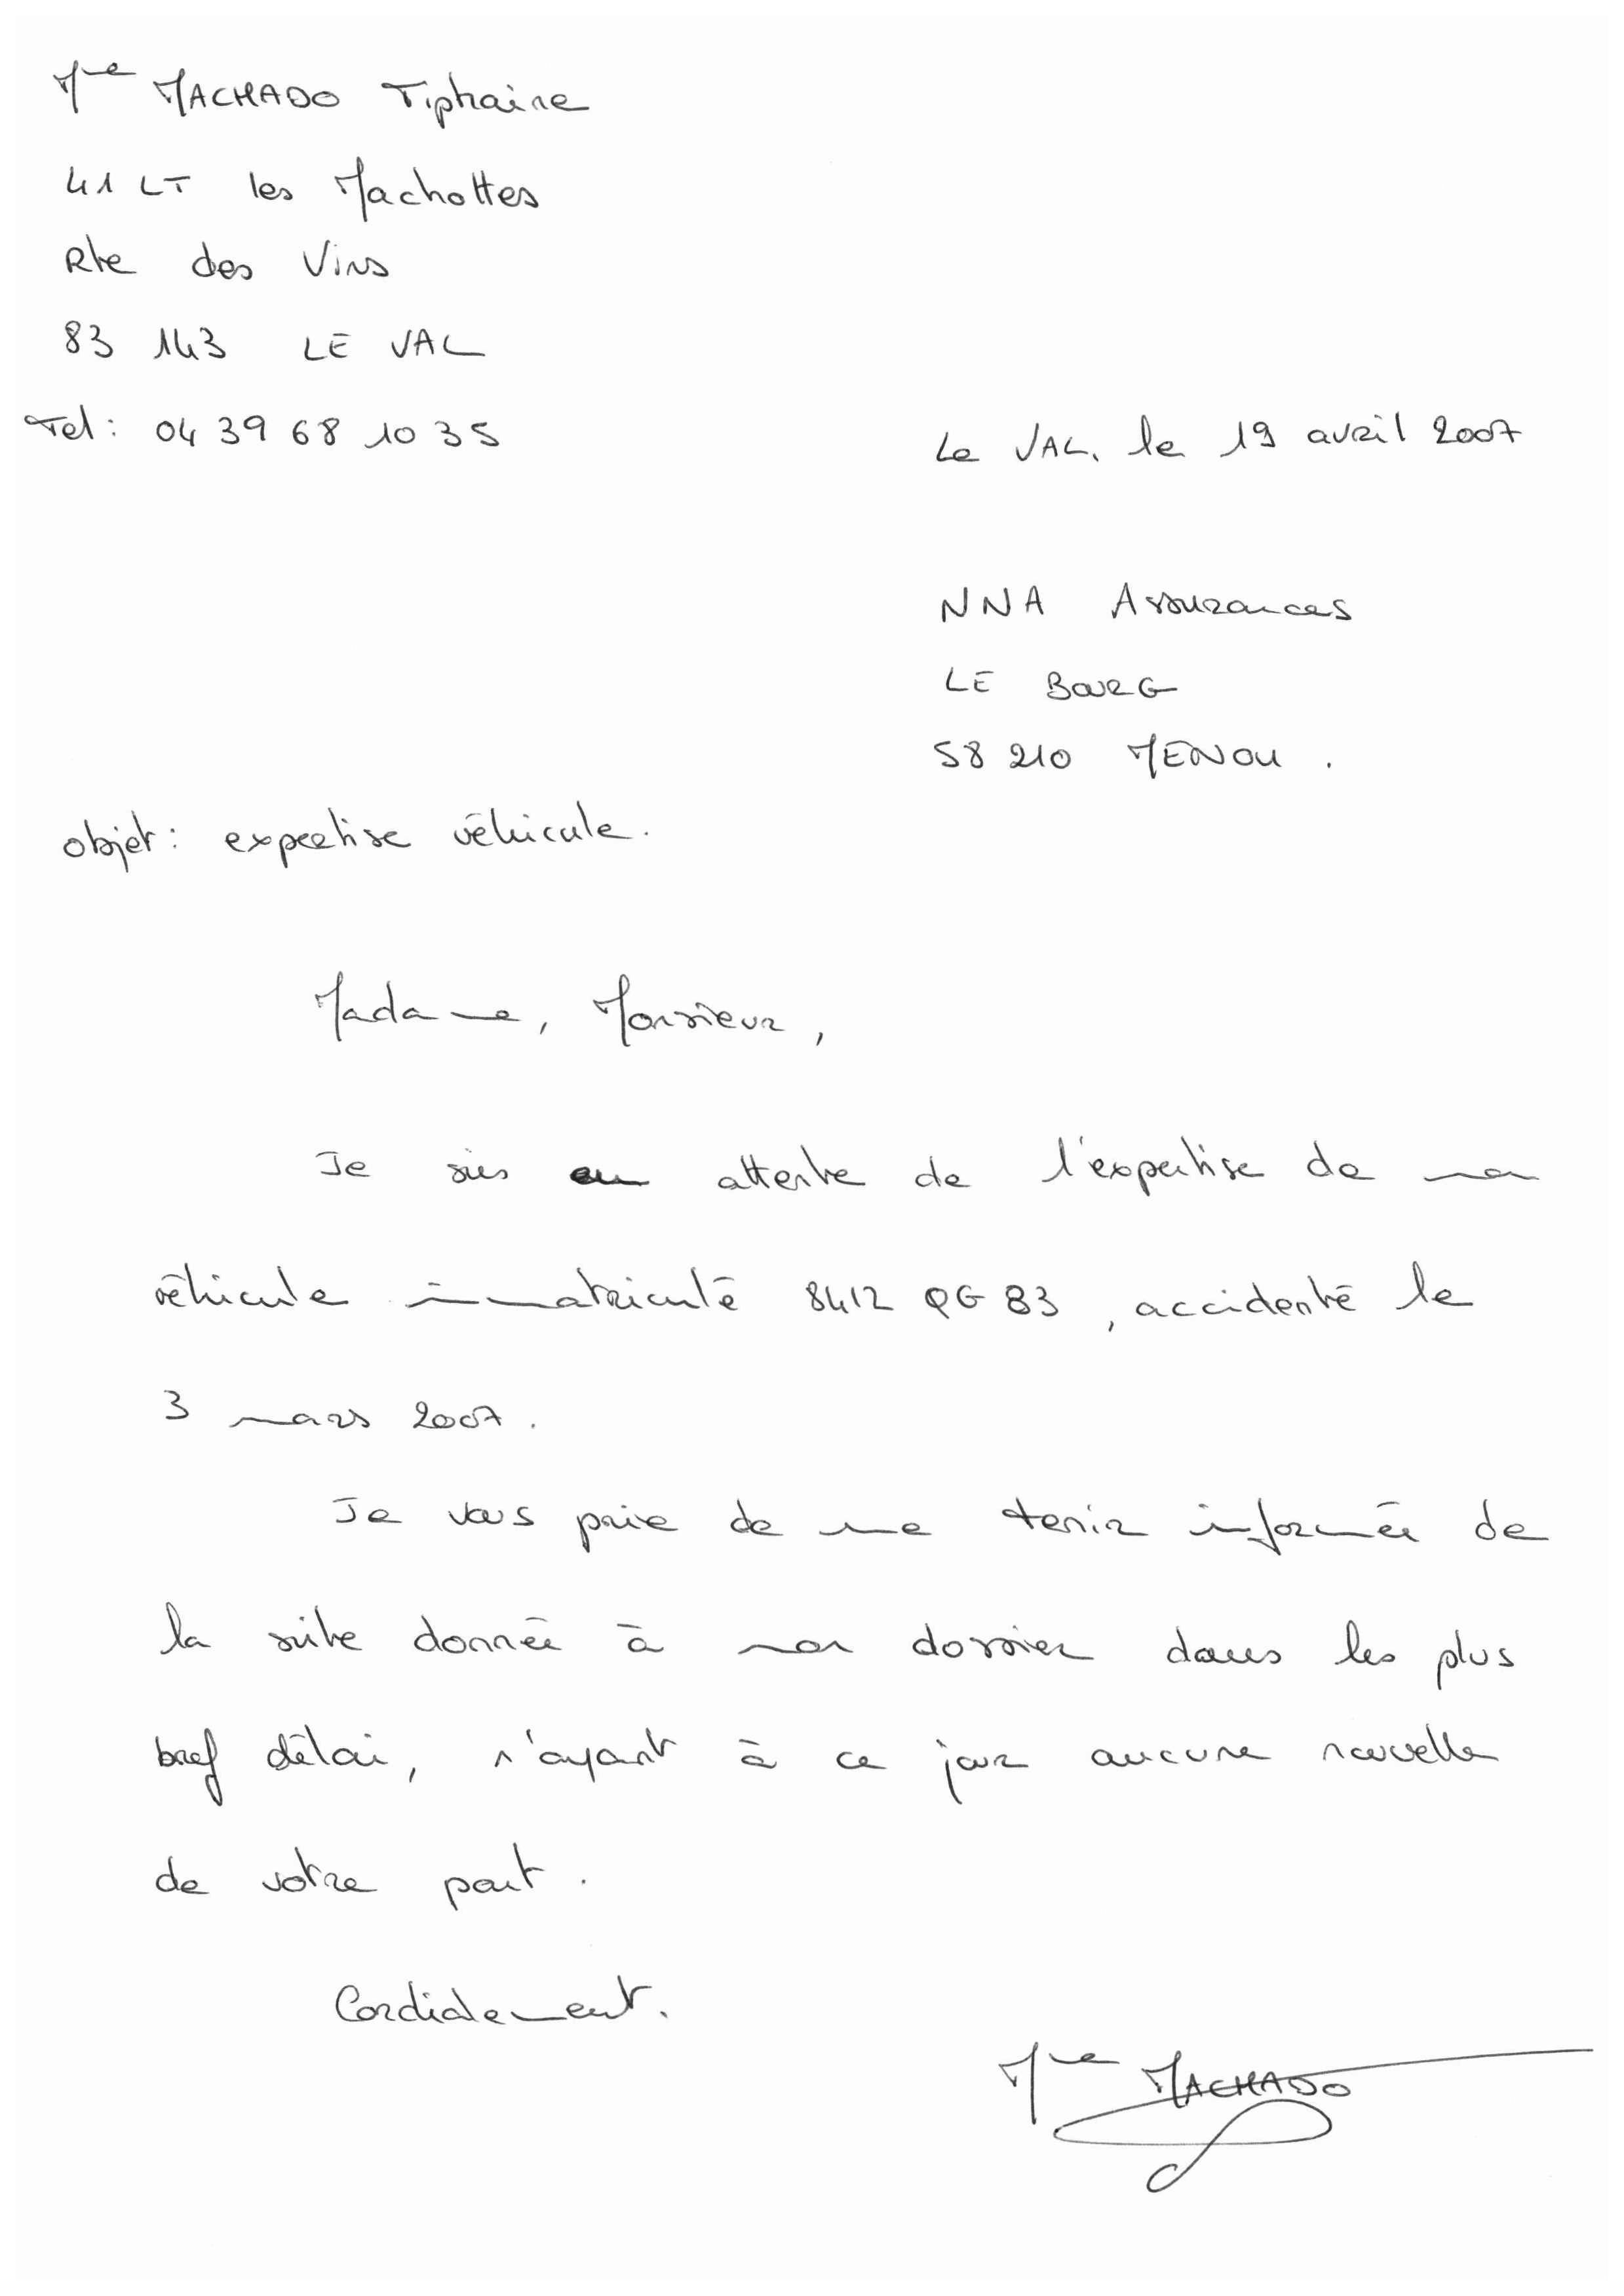 Mme MACHADO Tiphaine
41 LT les Machottes
Rte des Vins
83 143 LE VAL
Tel : 04 39 68 10 35
Le VAL, le 19 avril 2007
NNA Assurances
LE BOURG
58 210 MENOU .
objet : expertise véhicule.
Madame, Monsieur,
Je suis en attente de l'expertise de mon
véhicule immatriculé 8412 QG 83, accidenté le
3 mars 2007.
Je vous prie de me tenir informée de
la suite donnée à mon dossier dans les plus
bref délai, n'ayant à ce jour aucune nouvelle
de votre part.
Cordialement.
Mme MACHADO